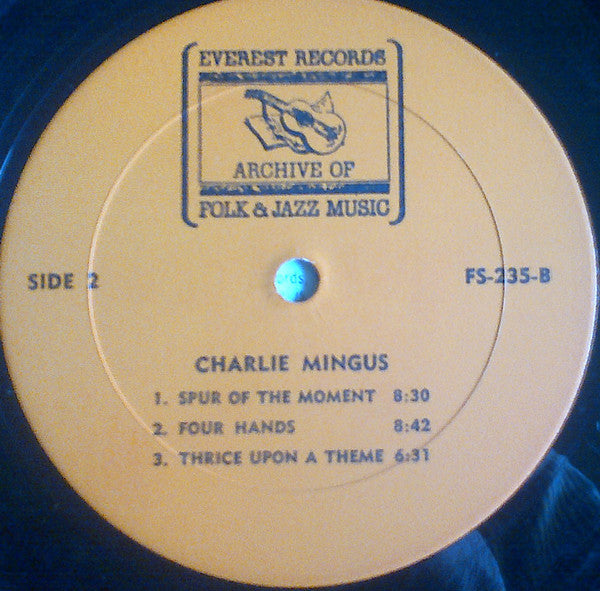 EVEREST RECORDS
ARCHIVE OF
FOLK & JAZZ MUSIC
SIDE 2
FS-235-B
ords
CHARLIE MINGUS
1. SPUR OF THE MOMENT 8:30
2. FOUR HANDS 8:42
3. THRICE UPON A THEME 6:31